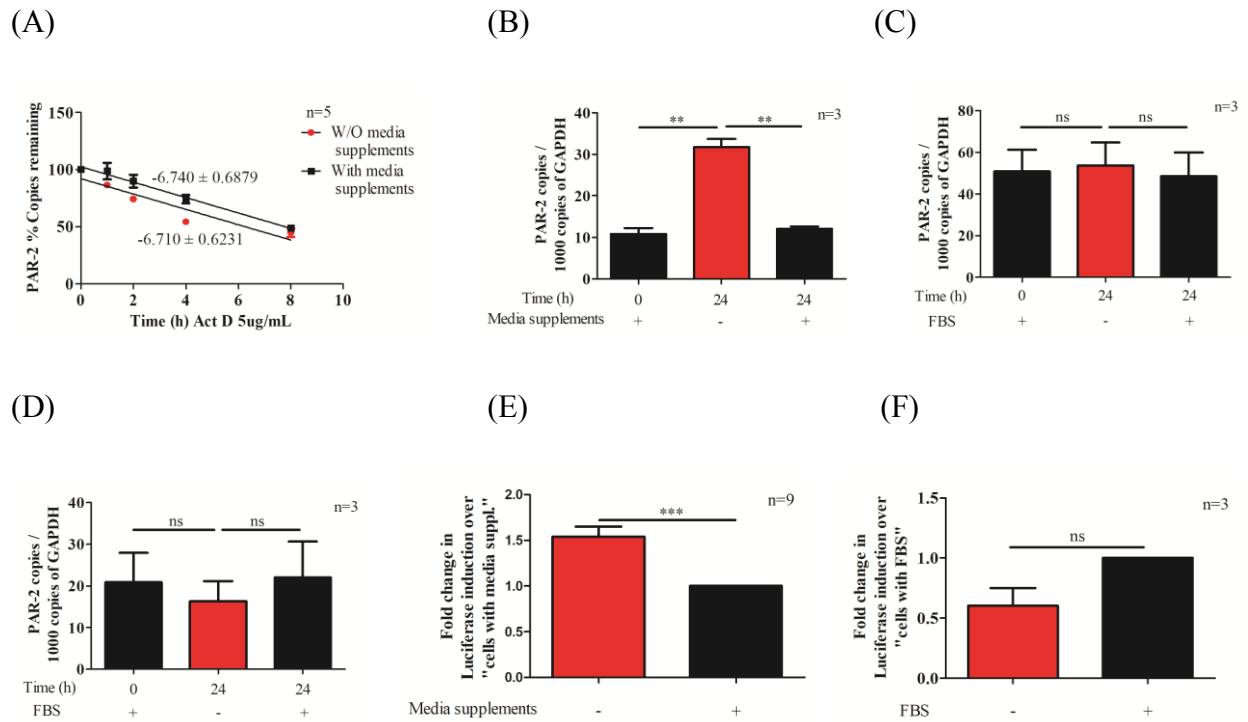 (A)
PAR-2 % Copies remaining
150
100
50
0
n=5
W/O media
supplements
With media
supplements
-6.740 ± 0.6879
-6.710 ± 0.6231
0 2 4 6 8 10
Time (h) Act D 5ug/mL
(B)
PAR-2 copies /
1000 copies of GAPDH
40
30
20
10
0
** **
n=3
Time (h) 0 24 24
Media supplements + - +
(C)
PAR-2 copies /
1000 copies of GAPDH
80
60
40
20
0
ns ns
n=3
Time (h) 0 24 24
FBS + - +
(D)
PAR-2 copies /
1000 copies of GAPDH
40
30
20
10
0
ns ns
n=3
Time (h) 0 24 24
FBS + - +
(E)
Fold change in
Luciferase induction over
"cells with media suppl."
2.0
1.5
1.0
0.5
0.0
***
n=9
Media supplements - +
(F)
Fold change in
Luciferase induction over
"cells with FBS"
1.5
1.0
0.5
0.0
ns
n=3
FBS - +